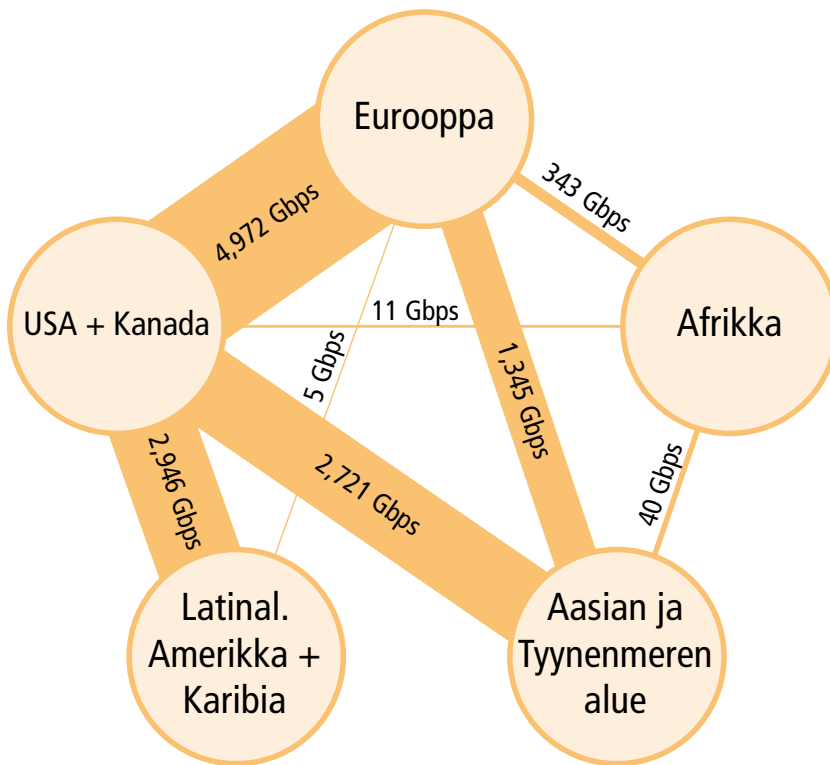 Eurooppa
4,972 Gbps
343 Gbps
USA + Kanada
11 Gbps
Afrikka
5 Gbps
1,345 Gbps
2,946 Gbps
2,721 Gbps
40 Gbps
Latinal.
Amerikka +
Karibia
Aasian ja
Tyynenmeren
alue